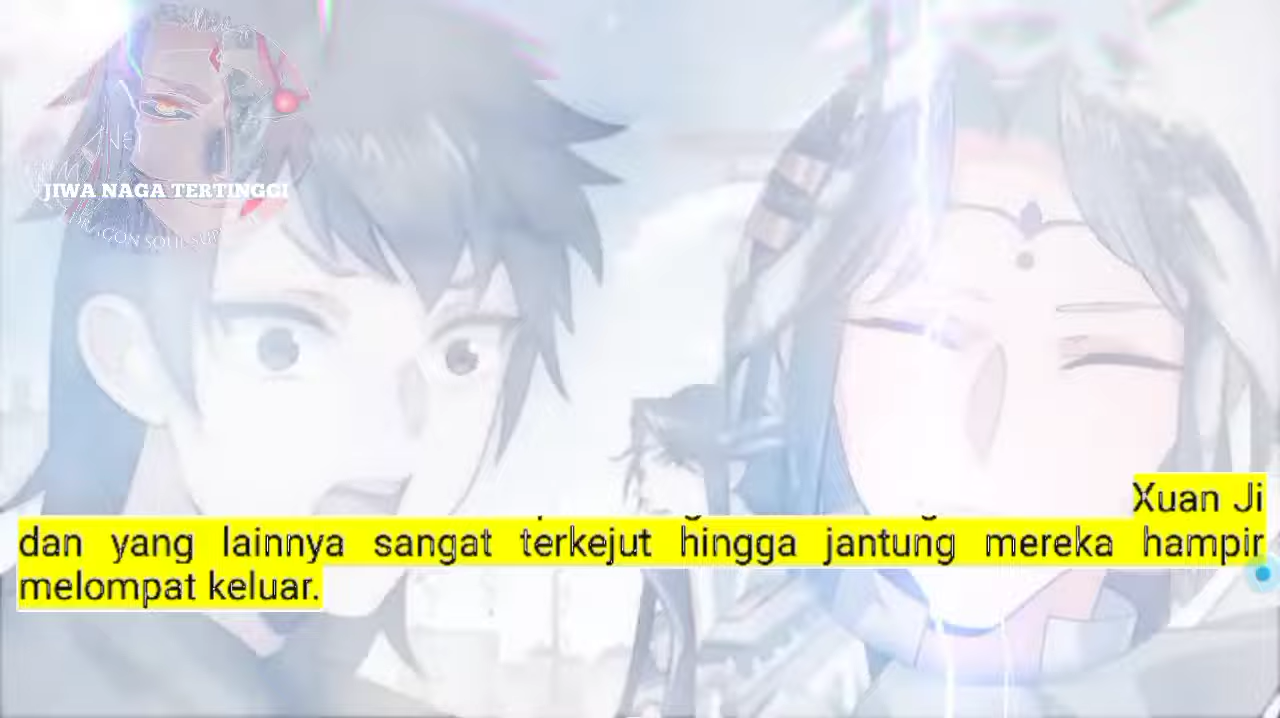 JIWA NAGA TERTINGGI
Xuan Ji
dan yang lainnya sangat terkejut hingga jantung mereka hampir
melompat keluar.